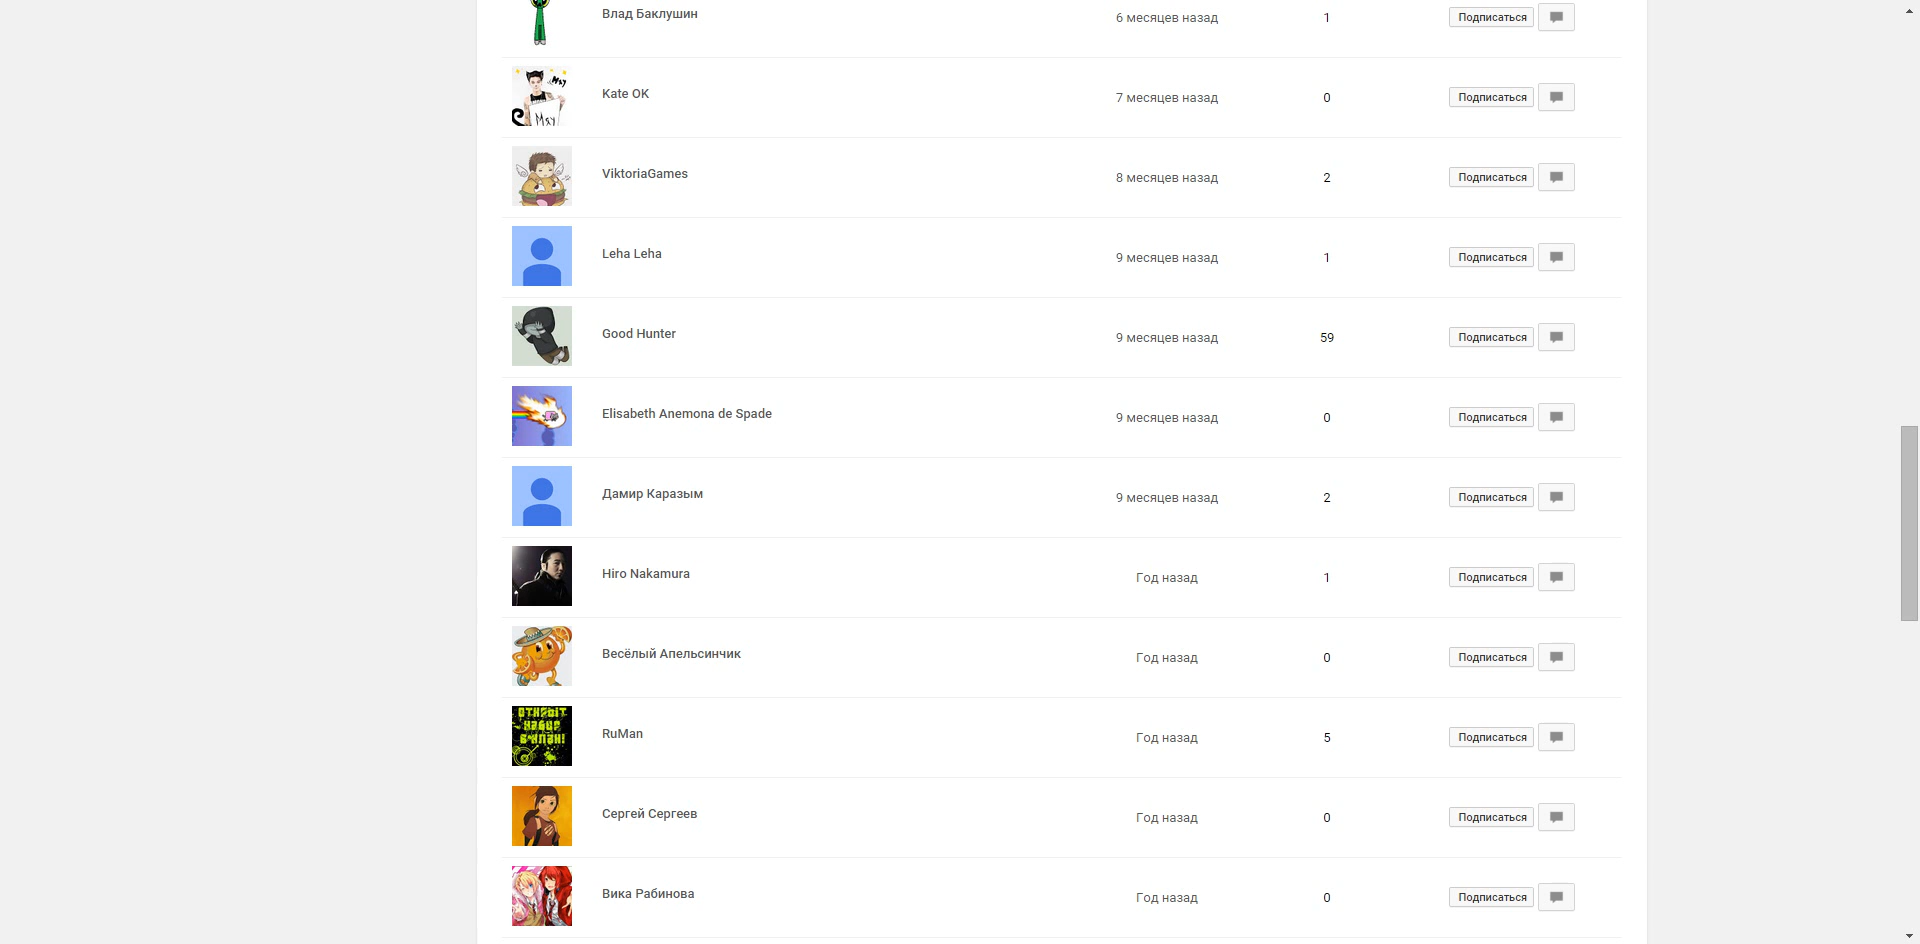 Влад Баклушин 6 месяцев назад 1 Подписаться
Kate OK 7 месяцев назад 0 Подписаться
Мяу
ViktoriaGames 8 месяцев назад 2 Подписаться
Leha Leha 9 месяцев назад 1 Подписаться
Good Hunter 9 месяцев назад 59 Подписаться
Elisabeth Anemona de Spade 9 месяцев назад 0 Подписаться
Дамир Каразым 9 месяцев назад 2 Подписаться
Hiro Nakamura Год назад 1 Подписаться
Весёлый Апельсинчик Год назад 0 Подписаться
RuMan Год назад 5 Подписаться
набир
в клан!
Сергей Сергеев Год назад 0 Подписаться
Вика Рабинова Год назад 0 Подписаться